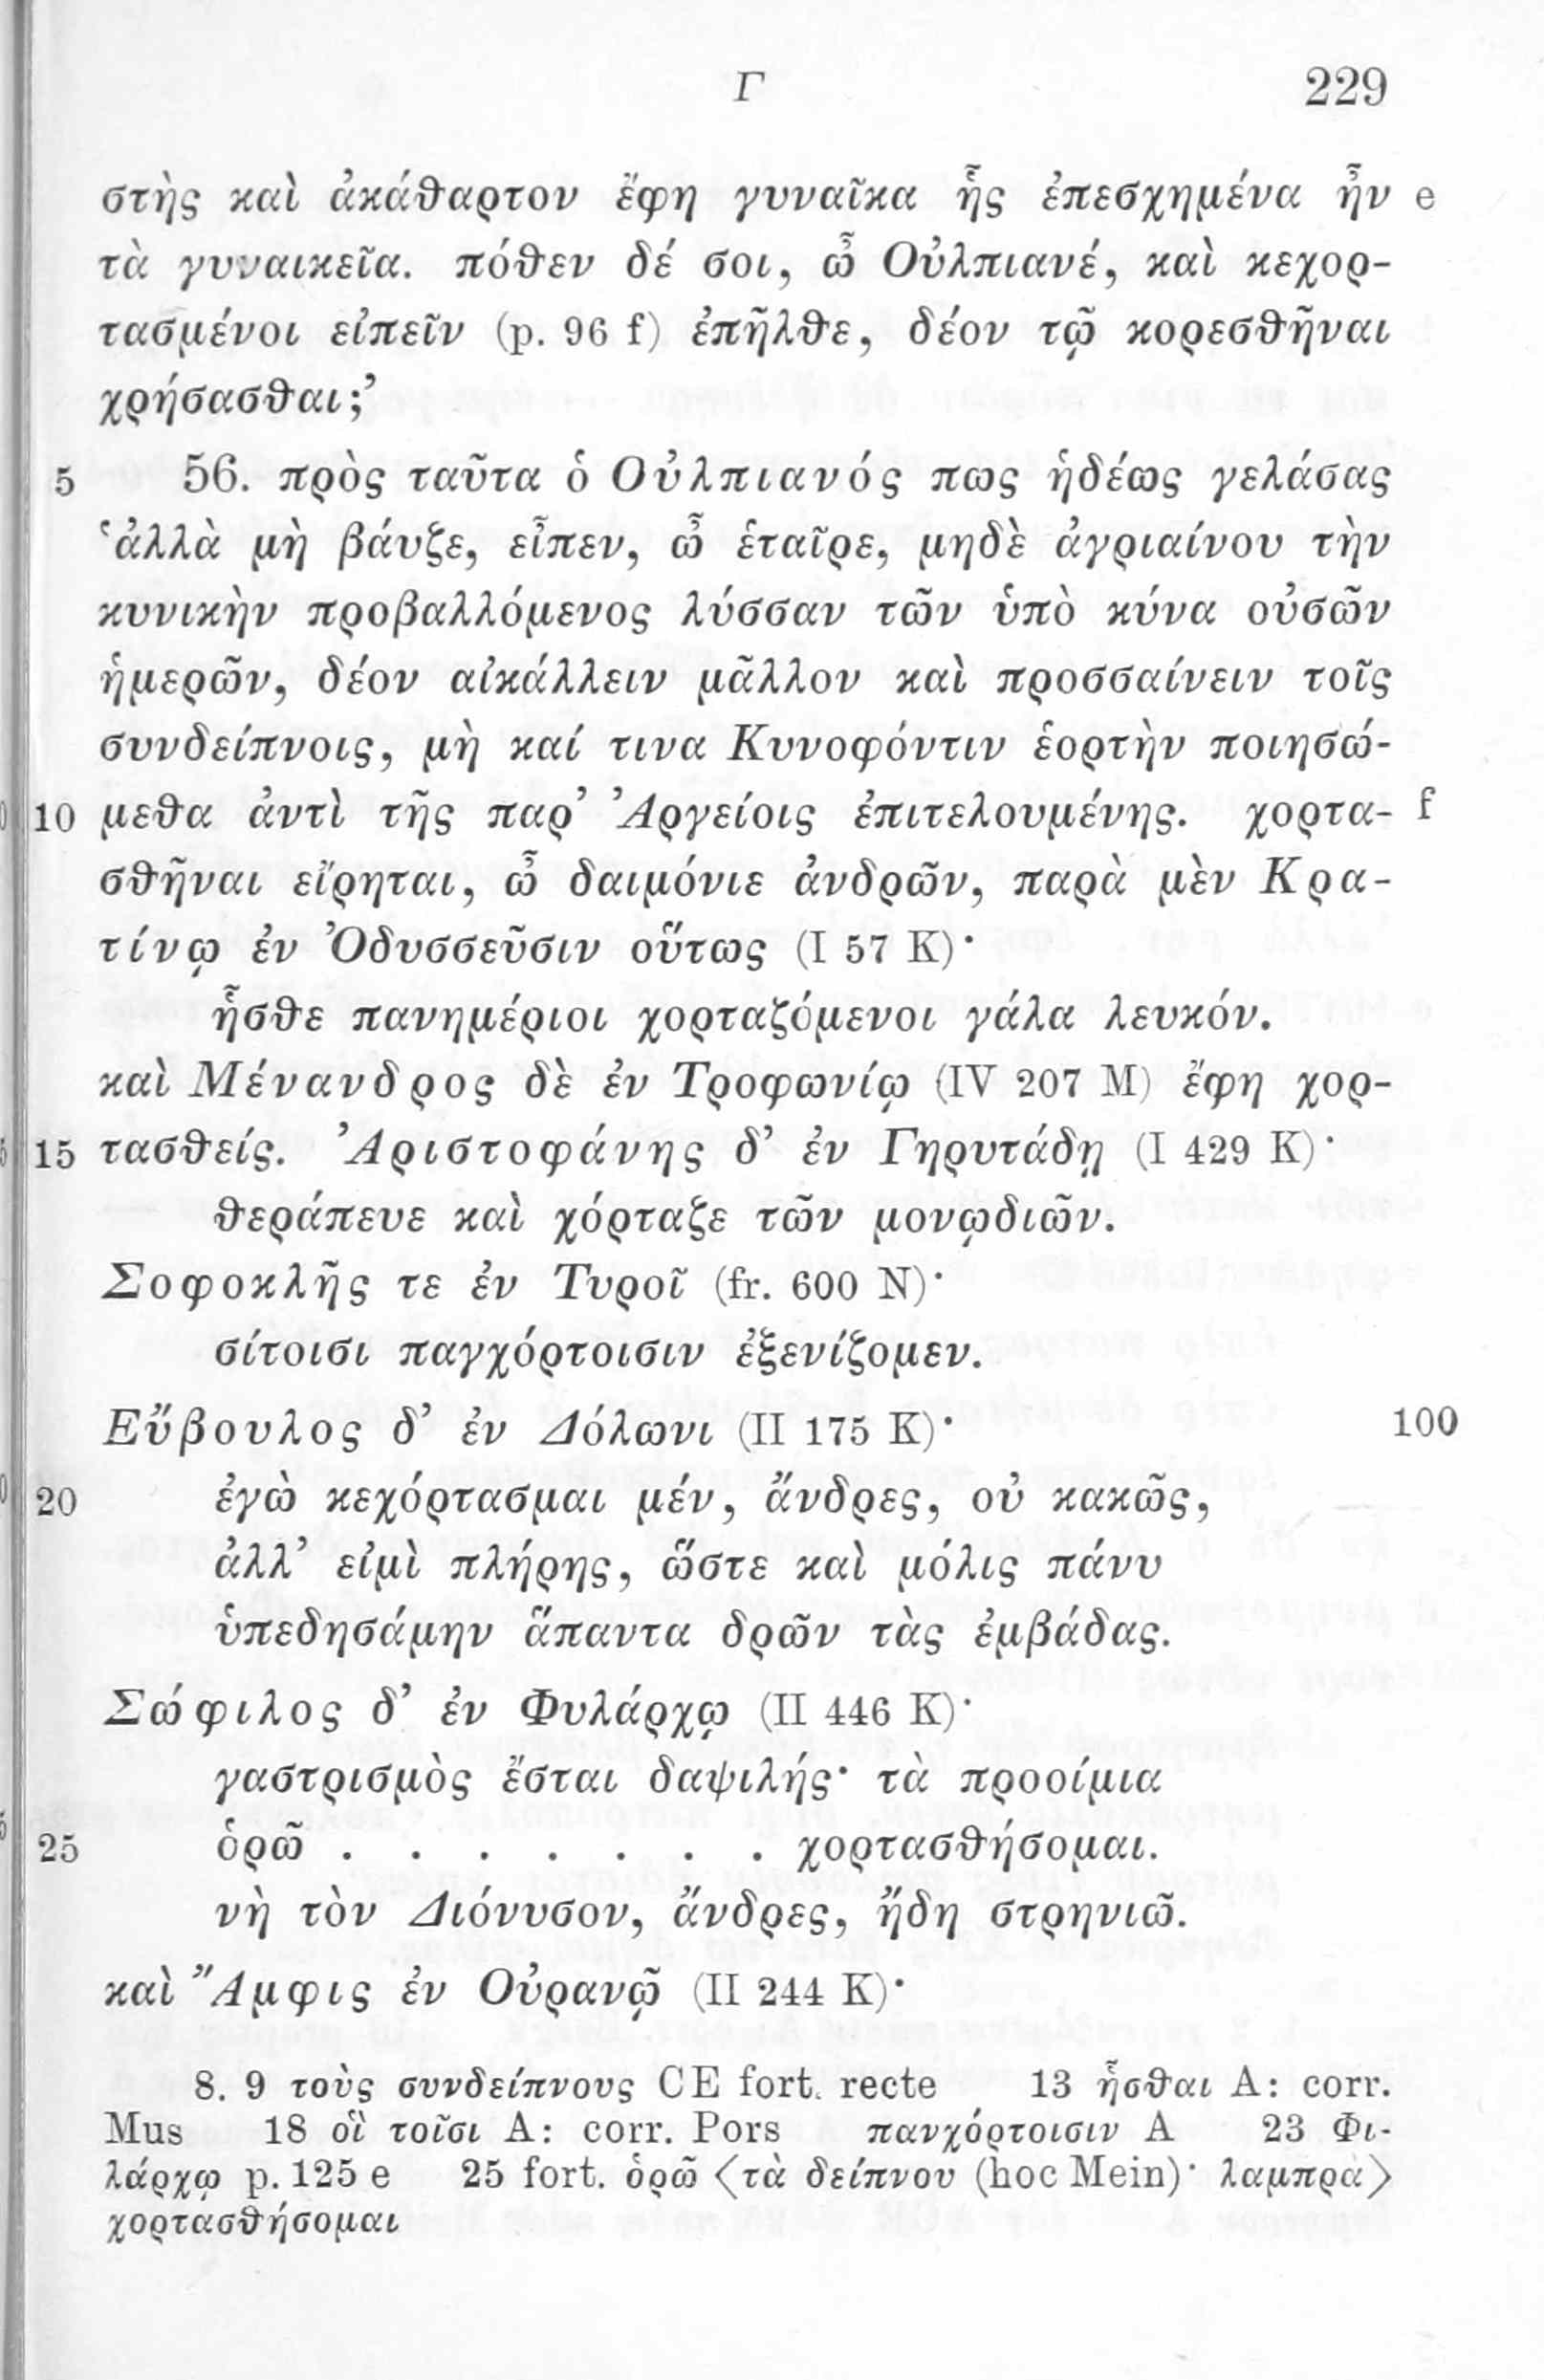 Γ 229
στὴς καὶ ἀκάθαρτον ἔφη γυναῖκα ἧς ἐπεσχημένα ἦν e
τὰ γυναικεῖα. πόθεν δέ σοι, ὦ Οὐλπιανέ, καὶ κεχορ-
τασμένοι εἰπεῖν (p. 96 f) ἐπῆλθε, δέον τῷ κορεσθῆναι
χρήσασθαι;’
5 56. πρὸς ταῦτα ὁ Οὐλπιανός πως ἡδέως γελάσας
‘ἀλλὰ μὴ βάυζε, εἶπεν, ὦ ἑταῖρε, μηδὲ ἀγριαίνου τὴν
κυνικὴν προβαλλόμενος λύσσαν τῶν ὑπὸ κύνα οὐσῶν
ἡμερῶν, δέον αἰκάλλειν μᾶλλον καὶ προσσαίνειν τοῖς
συνδείπνοις, μὴ καί τινα Κυνοφόντιν ἑορτὴν ποιησώ-
10 μεθα ἀντὶ τῆς παρ’ Ἀργείοις ἐπιτελουμένης. χορτα- f
σθῆναι εἴρηται, ὦ δαιμόνιε ἀνδρῶν, παρὰ μὲν Κρα-
τίνῳ ἐν Ὀδυσσεῦσιν οὕτως (I 57 K)·
ἧσθε πανημέριοι χορταζόμενοι γάλα λευκόν.
καὶ Μένανδρος δὲ ἐν Τροφωνίῳ (IV 207 M) ἔφη χορ-
15 τασθείς. Ἀριστοφάνης δ’ ἐν Γηρυτάδῃ (I 429 K)·
θεράπευε καὶ χόρταζε τῶν μονῳδιῶν.
Σοφοκλῆς τε ἐν Τυροῖ (fr. 600 N)·
σίτοισι παγχόρτοισιν ἐξενίζομεν.
Εὔβουλος δ’ ἐν Δόλωνι (II 175 K)· 100
20 ἐγὼ κεχόρτασμαι μέν, ἄνδρες, οὐ κακῶς,
ἀλλ’ εἰμὶ πλήρης, ὥστε καὶ μόλις πάνυ
ὑπεδησάμην ἅπαντα δρῶν τὰς ἐμβάδας.
Σώφιλος δ’ ἐν Φυλάρχῳ (II 446 K)·
γαστρισμὸς ἔσται δαψιλής· τὰ προοίμια
25 ὁρῶ . . . . . . . χορτασθήσομαι.
νὴ τὸν Διόνυσον, ἄνδρες, ἤδη στρηνιῶ.
καὶ Ἄμφις ἐν Οὐρανῷ (II 244 K)·
8. 9 τοὺς συνδείπνους CE fort. recte 13 ἧσθαι A: corr.
Mus 18 οἳ τοῖσι A: corr. Pors πανχόρτοισιν A 23 Φι-
λάρχῳ p. 125 e 25 fort. ὁρῶ ⟨τὰ δείπνου (hoc Mein)· λαμπρά⟩
χορτασθήσομαι